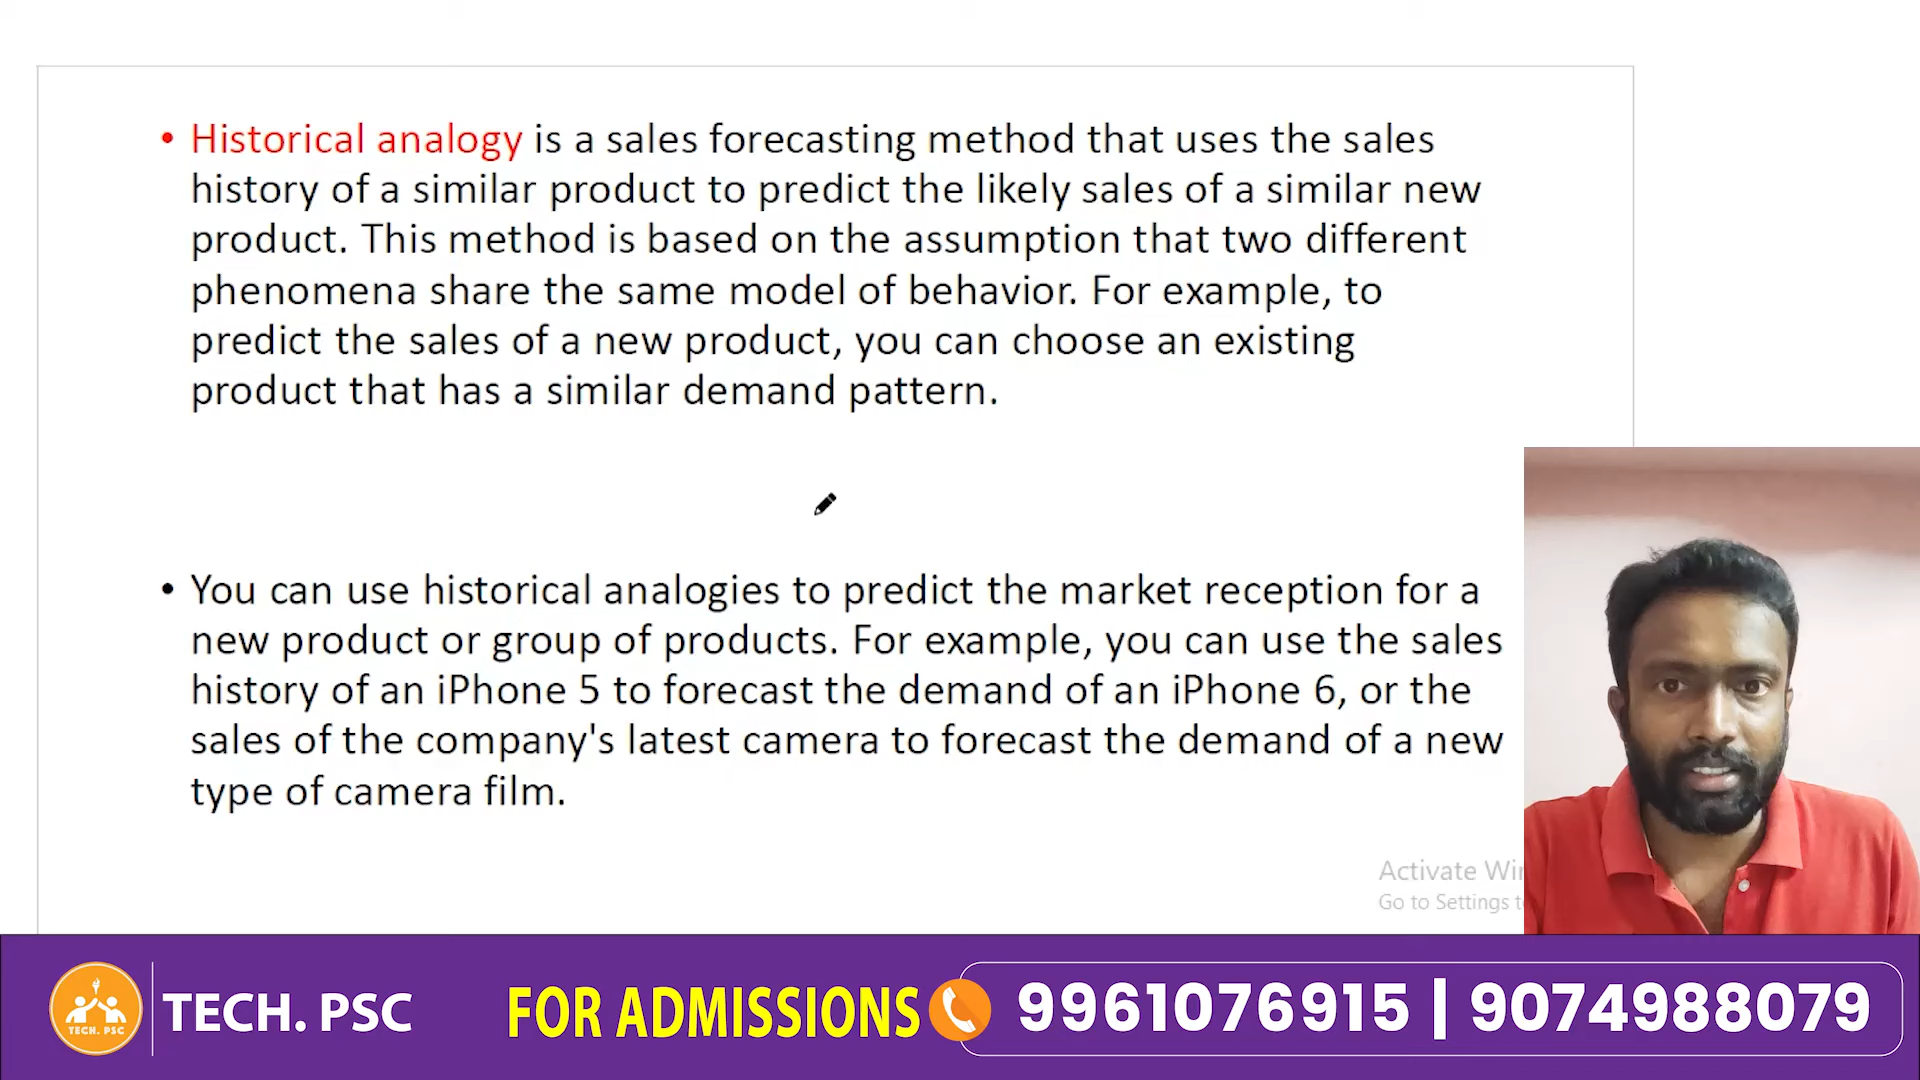 • Historical analogy is a sales forecasting method that uses the sales
history of a similar product to predict the likely sales of a similar new
product. This method is based on the assumption that two different
phenomena share the same model of behavior. For example, to
predict the sales of a new product, you can choose an existing
product that has a similar demand pattern.
• You can use historical analogies to predict the market reception for a
new product or group of products. For example, you can use the sales
history of an iPhone 5 to forecast the demand of an iPhone 6, or the
sales of the company's latest camera to forecast the demand of a new
type of camera film.
Activate
Go to Settings
TECH. PSC
TECH. PSC
FOR ADMISSIONS
9961076915 | 9074988079